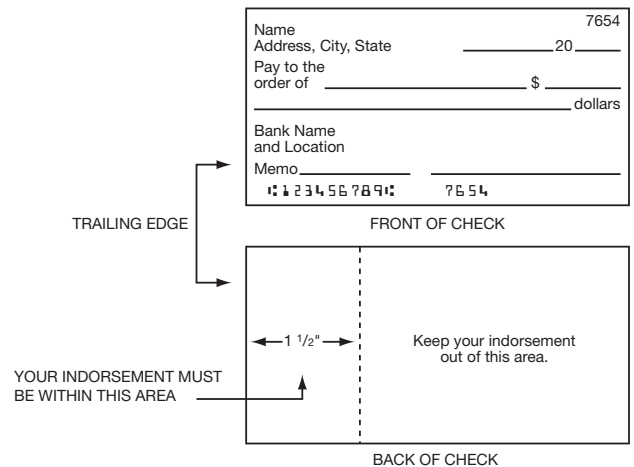 7654
Name
Address, City, State 20
Pay to the
order of $
dollars
Bank Name
and Location
Memo
⑆123456789⑆ 7654
TRAILING EDGE
FRONT OF CHECK
1 1/2"
Keep your indorsement
out of this area.
YOUR INDORSEMENT MUST
BE WITHIN THIS AREA
BACK OF CHECK